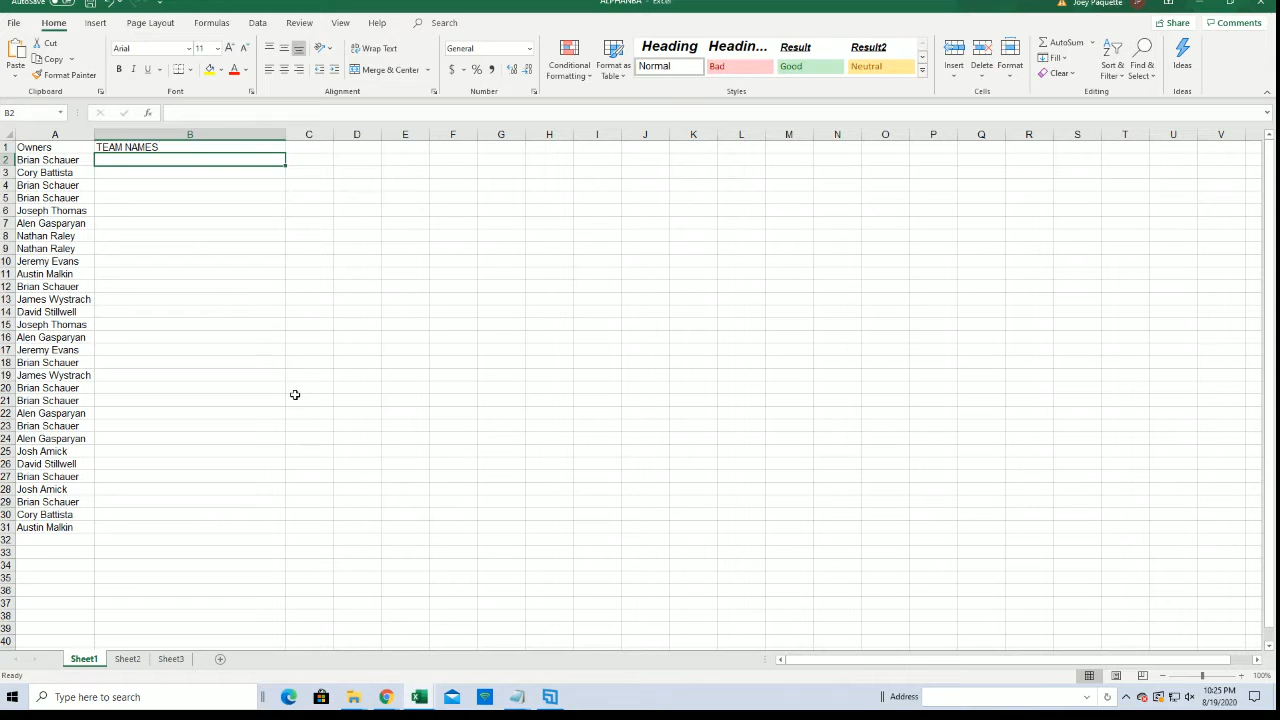 AutoSave
ALPHANBA - Excel
Joey Paquette
JP
File
Home
Insert
Page Layout
Formulas
Data
Review
View
Help
Search
Share
Comments
Paste
Cut
Copy
Format Painter
Clipboard
Arial
11
B I U
Font
Wrap Text
Merge & Center
Alignment
General
$ % ,
Number
Conditional Formatting
Format as Table
Heading
Headin...
Result
Result2
Normal
Bad
Good
Neutral
Styles
Insert
Delete
Format
Cells
AutoSum
Fill
Clear
Sort & Filter
Find & Select
Editing
Ideas
Ideas
B2
fx
A B C D E F G H I J K L M N O P Q R S T U V
1 Owners TEAM NAMES
2 Brian Schauer
3 Cory Battista
4 Brian Schauer
5 Brian Schauer
6 Joseph Thomas
7 Alen Gasparyan
8 Nathan Raley
9 Nathan Raley
10 Jeremy Evans
11 Austin Malkin
12 Brian Schauer
13 James Wystrach
14 David Stillwell
15 Joseph Thomas
16 Alen Gasparyan
17 Jeremy Evans
18 Brian Schauer
19 James Wystrach
20 Brian Schauer
21 Brian Schauer
22 Alen Gasparyan
23 Brian Schauer
24 Alen Gasparyan
25 Josh Amick
26 David Stillwell
27 Brian Schauer
28 Josh Amick
29 Brian Schauer
30 Cory Battista
31 Austin Malkin
32
33
34
35
36
37
38
39
40
Sheet1
Sheet2
Sheet3
Ready
100%
Type here to search
Address
10:25 PM
8/19/2020